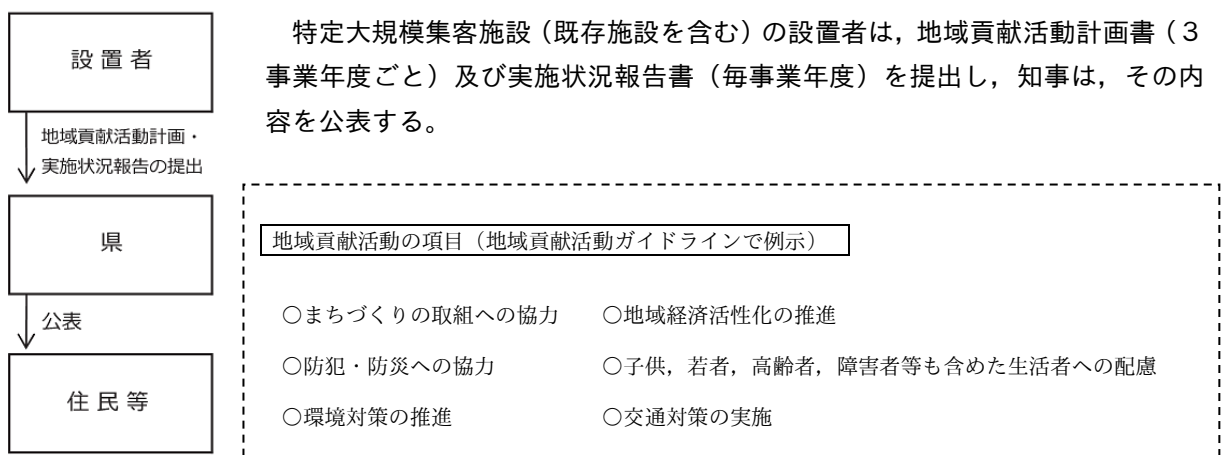 設置者
地域貢献活動計画・
実施状況報告の提出
県
公表
住民等
特定大規模集客施設（既存施設を含む）の設置者は，地域貢献活動計画書（３
事業年度ごと）及び実施状況報告書（毎事業年度）を提出し，知事は，その内
容を公表する。
地域貢献活動の項目（地域貢献活動ガイドラインで例示）
〇まちづくりの取組への協力　〇地域経済活性化の推進
〇防犯・防災への協力　〇子供，若者，高齢者，障害者等も含めた生活者への配慮
〇環境対策の推進　〇交通対策の実施